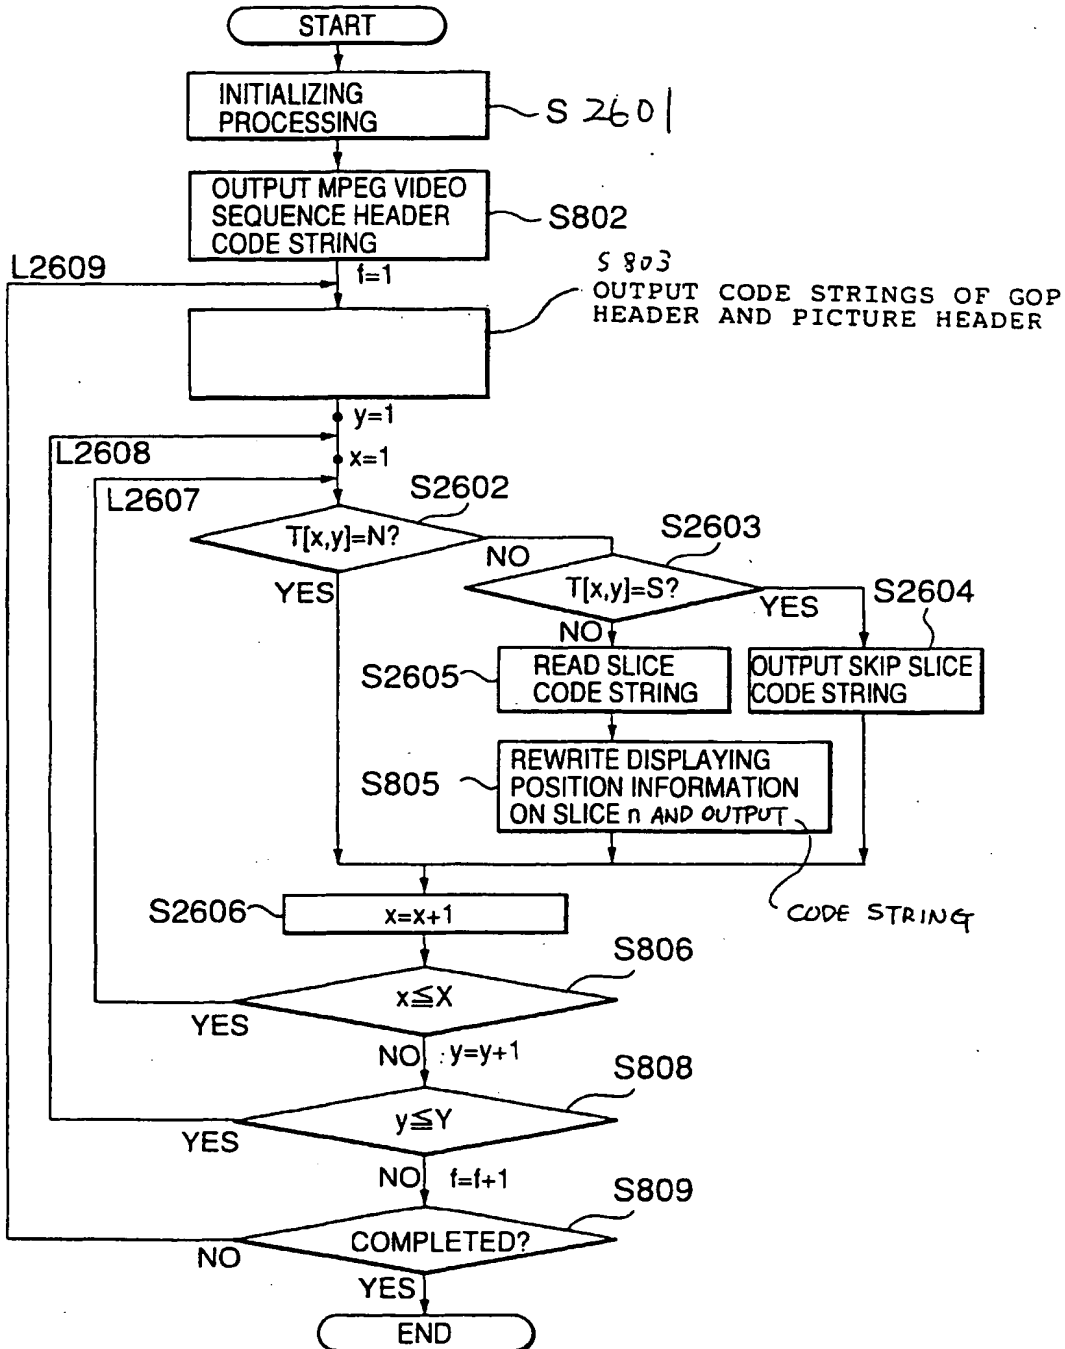 START
INITIALIZING
PROCESSING
S 2601
OUTPUT MPEG VIDEO
SEQUENCE HEADER
CODE STRING
S802
L2609
f=1
S803
OUTPUT CODE STRINGS OF GOP
HEADER AND PICTURE HEADER
y=1
L2608
x=1
L2607
S2602
T[x,y]=N?
NO
YES
S2603
T[x,y]=S?
YES
NO
S2604
S2605
READ SLICE
CODE STRING
OUTPUT SKIP SLICE
CODE STRING
S805
REWRITE DISPLAYING
POSITION INFORMATION
ON SLICE n AND OUTPUT
CODE STRING
S2606
x=x+1
S806
x≦X
YES
NO
y=y+1
S808
y≦Y
YES
NO
f=f+1
S809
COMPLETED?
NO
YES
END